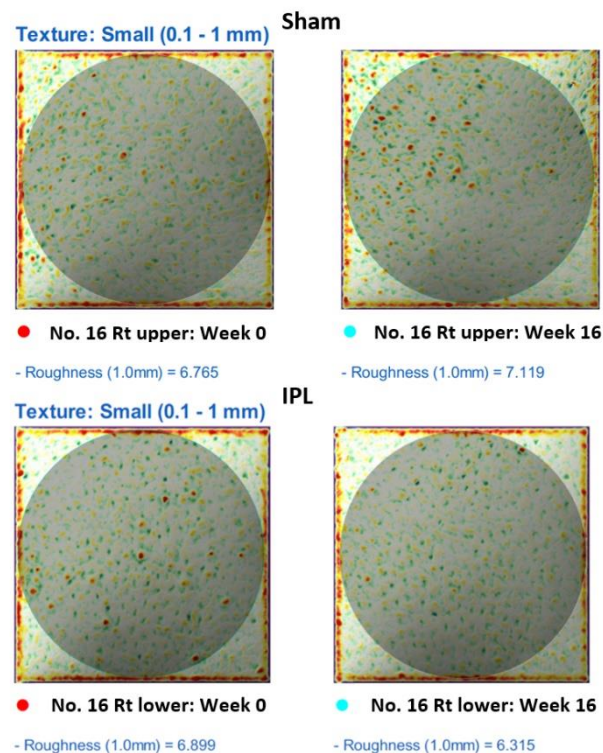 Sham
Texture: Small (0.1 - 1 mm)
No. 16 Rt upper: Week 0
No. 16 Rt upper: Week 16
- Roughness (1.0mm) = 6.765
- Roughness (1.0mm) = 7.119
IPL
Texture: Small (0.1 - 1 mm)
No. 16 Rt lower: Week 0
No. 16 Rt lower: Week 16
- Roughness (1.0mm) = 6.899
- Roughness (1.0mm) = 6.315